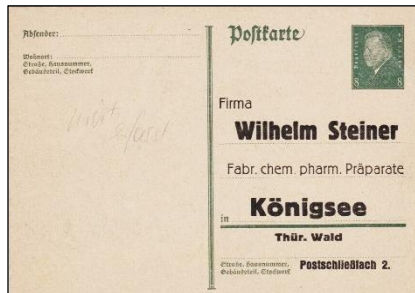 Absender:
Wohnort:
Straße, Hausnummer,
Gebäudeteil, Stockwerk
Postkarte
8 8
Firma
Wilhelm Steiner
Fabr. chem. pharm. Präparate
in
Königsee
Thür. Wald
Straße, Hausnummer,
Gebäudeteil, Stockwerk
Postschließfach 2.